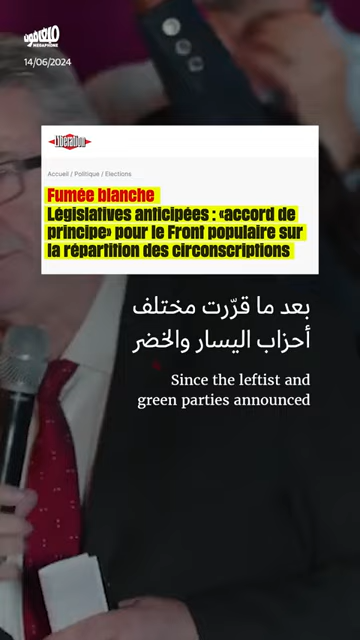 ميغافون
MEGAPHONE
14/06/2024
Libération
Accueil / Politique / Elections
Fumée blanche
Législatives anticipées : «accord de
principe» pour le Front populaire sur
la répartition des circonscriptions
بعد ما قرّرت مختلف
أحزاب اليسار والخضر
Since the leftist and
green parties announced